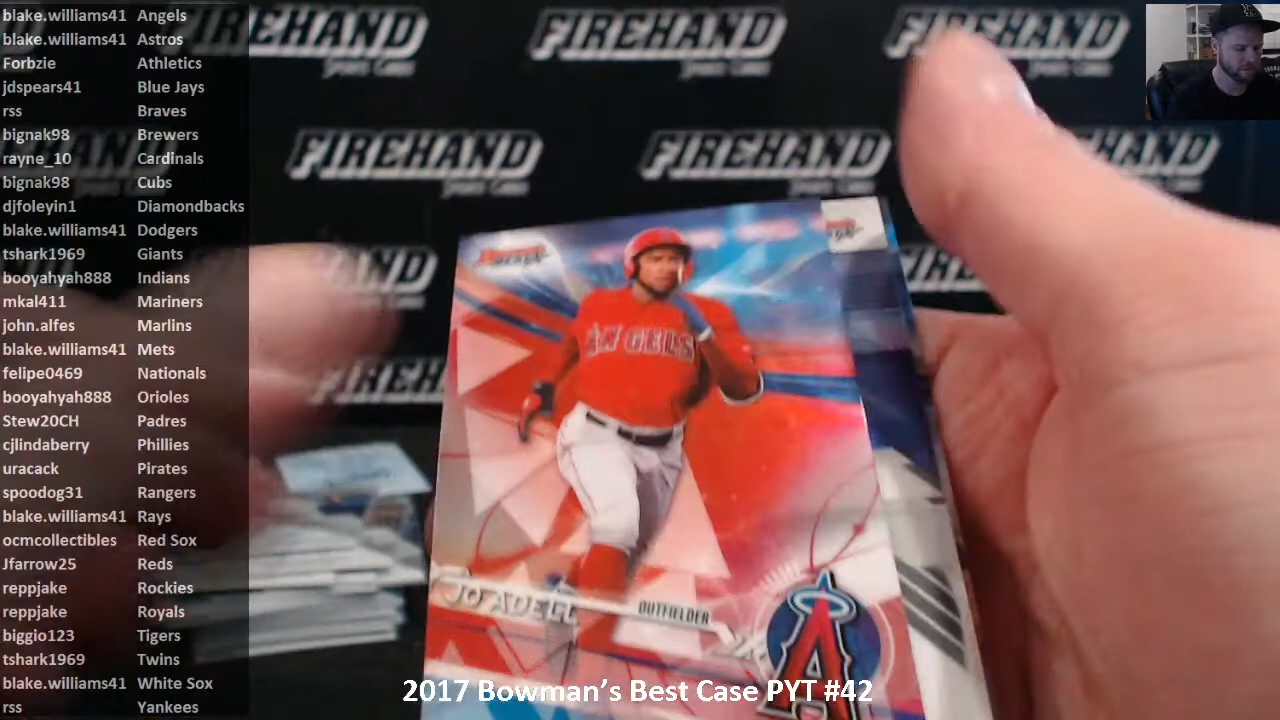 blake.williams41 Angels
blake.williams41 Astros
Forbzie Athletics
jdspears41 Blue Jays
rss Braves
bignak98 Brewers
rayne_10 Cardinals
bignak98 Cubs
djfoleyin1 Diamondbacks
blake.williams41 Dodgers
tshark1969 Giants
booyahyah888 Indians
mkal411 Mariners
john.alfes Marlins
blake.williams41 Mets
felipe0469 Nationals
booyahyah888 Orioles
Stew20CH Padres
cjlindaberry Phillies
uracack Pirates
spoodog31 Rangers
blake.williams41 Rays
ocmcollectibles Red Sox
Jfarrow25 Reds
reppjake Rockies
reppjake Royals
biggio123 Tigers
tshark1969 Twins
blake.williams41 White Sox
rss Yankees
FIREHAND FIREHAND FIREHAND
FIREHAND FIREHAND HAND
HAND
FIREH
ANGELS
JO ADELL
OUTFIELDER
A
2017 Bowman's Best Case PYT #42